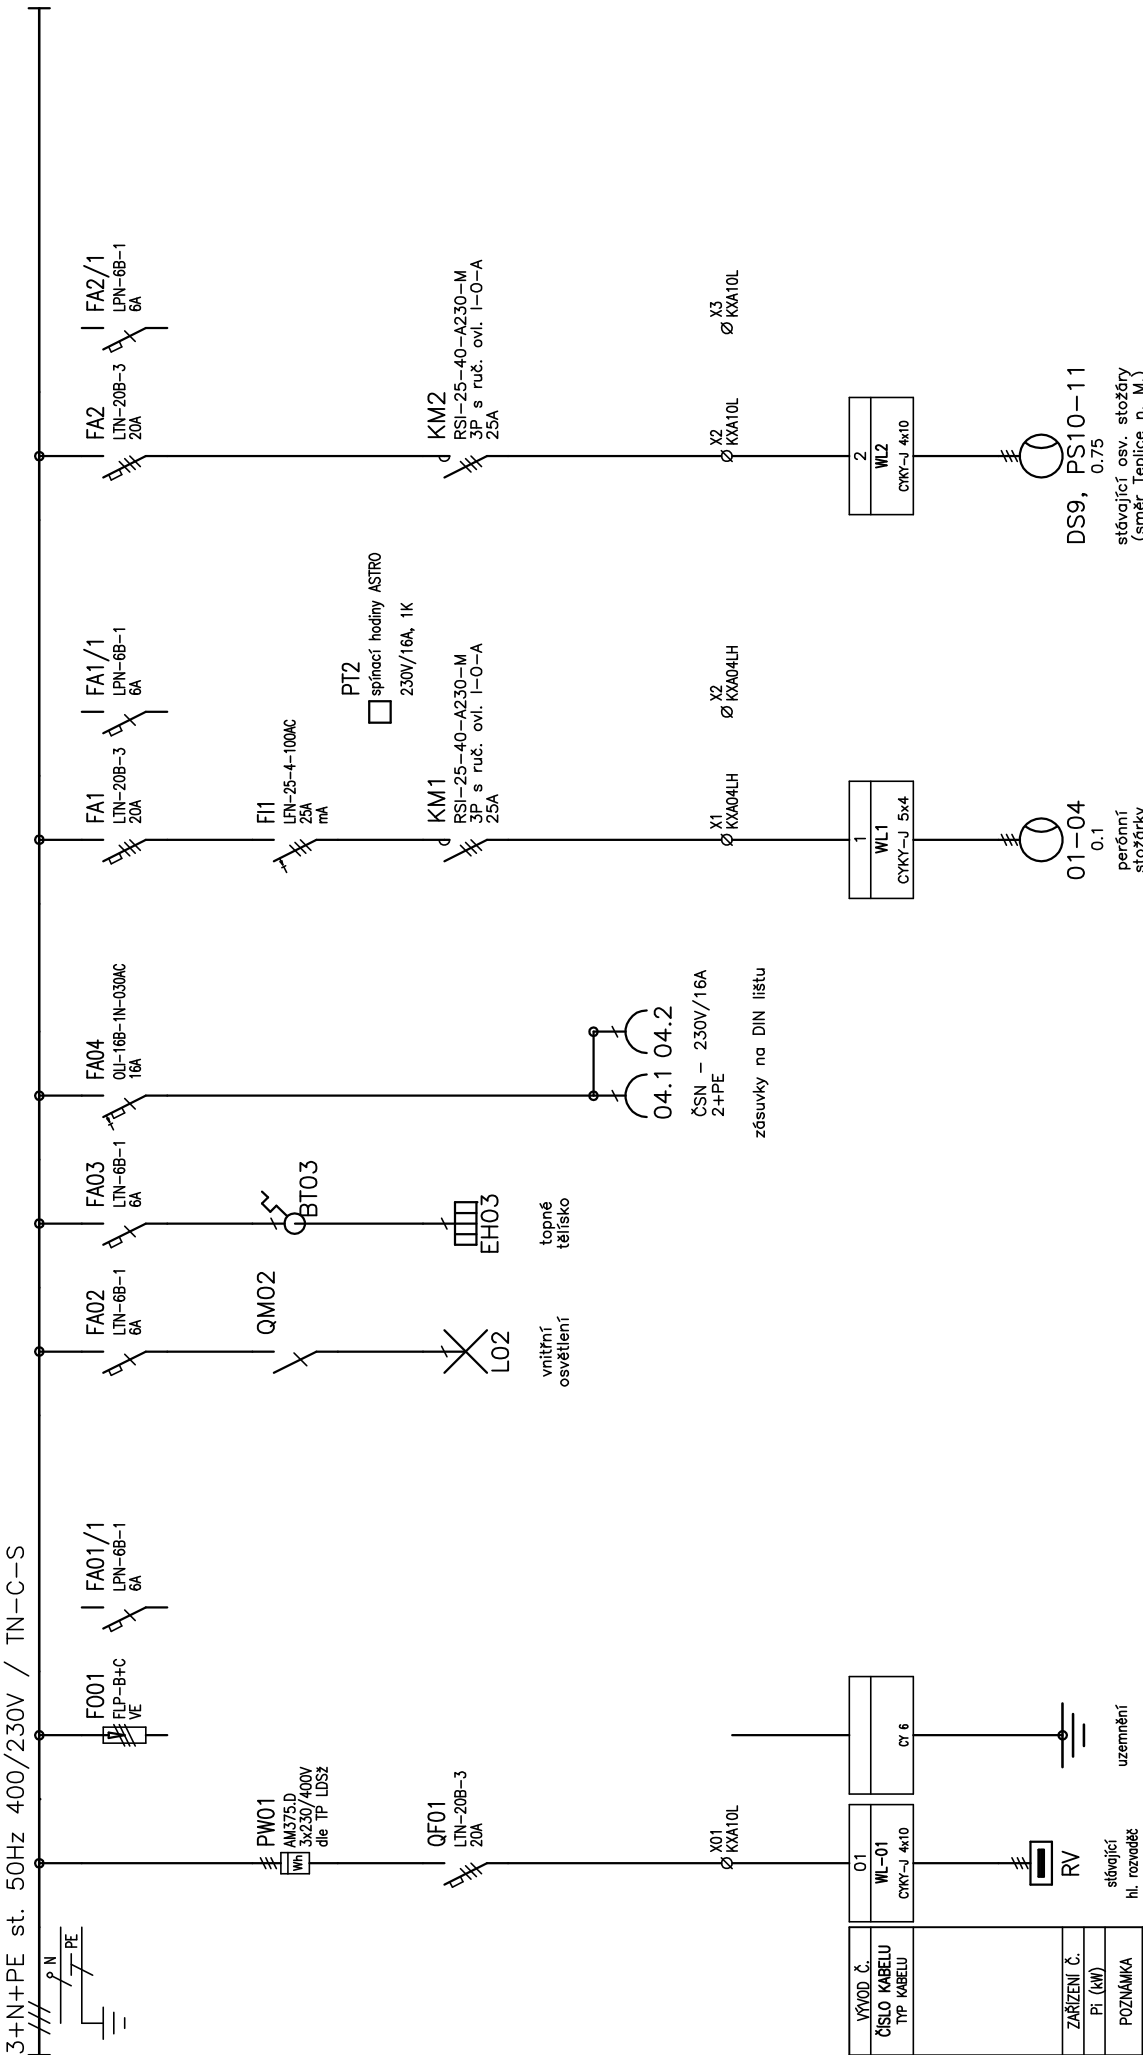 3+N+PE st. 50Hz 400/230V / TN-C-S
N
PE
PW01
AM375.D
3x230/400V
dle TP LDSž
Wh
QF01
LTN-20B-3
20A
X01
KXA10L
01
WL-01
CYKY-J 4x10
RV
stávající
hl. rozvaděč
FO01
FLP-B+C
VE
CY 6
uzemnění
FA01/1
LPN-6B-1
6A
FA02
LTN-6B-1
6A
QM02
L02
vnitřní
osvětlení
FA03
LTN-6B-1
6A
BT03
EH03
topné
tělísko
FA04
OLI-16B-1N-030AC
16A
04.1 04.2
ČSN - 230V/16A
2+PE
zásuvky na DIN lištu
FA1
LTN-20B-3
20A
FI1
LFN-25-4-100AC
25A
mA
KM1
RSI-25-40-A230-M
3P s ruč. ovl. I-O-A
25A
X1
KXA04LH
1
WL1
CYKY-J 5x4
01-04
0.1
perónní
stožárky
FA1/1
LPN-6B-1
6A
PT2
spínací hodiny ASTRO
230V/16A, 1K
X2
KXA04LH
FA2
LTN-20B-3
20A
KM2
RSI-25-40-A230-M
3P s ruč. ovl. I-O-A
25A
X2
KXA10L
2
WL2
CYKY-J 4x10
DS9, PS10-11
0.75
stávající osv. stožáry
(směr Teplice n. M.)
FA2/1
LPN-6B-1
6A
X3
KXA10L
VÝVOD Č.
ČÍSLO KABELU
TYP KABELU
ZAŘÍZENÍ Č.
Pi (kW)
POZNÁMKA